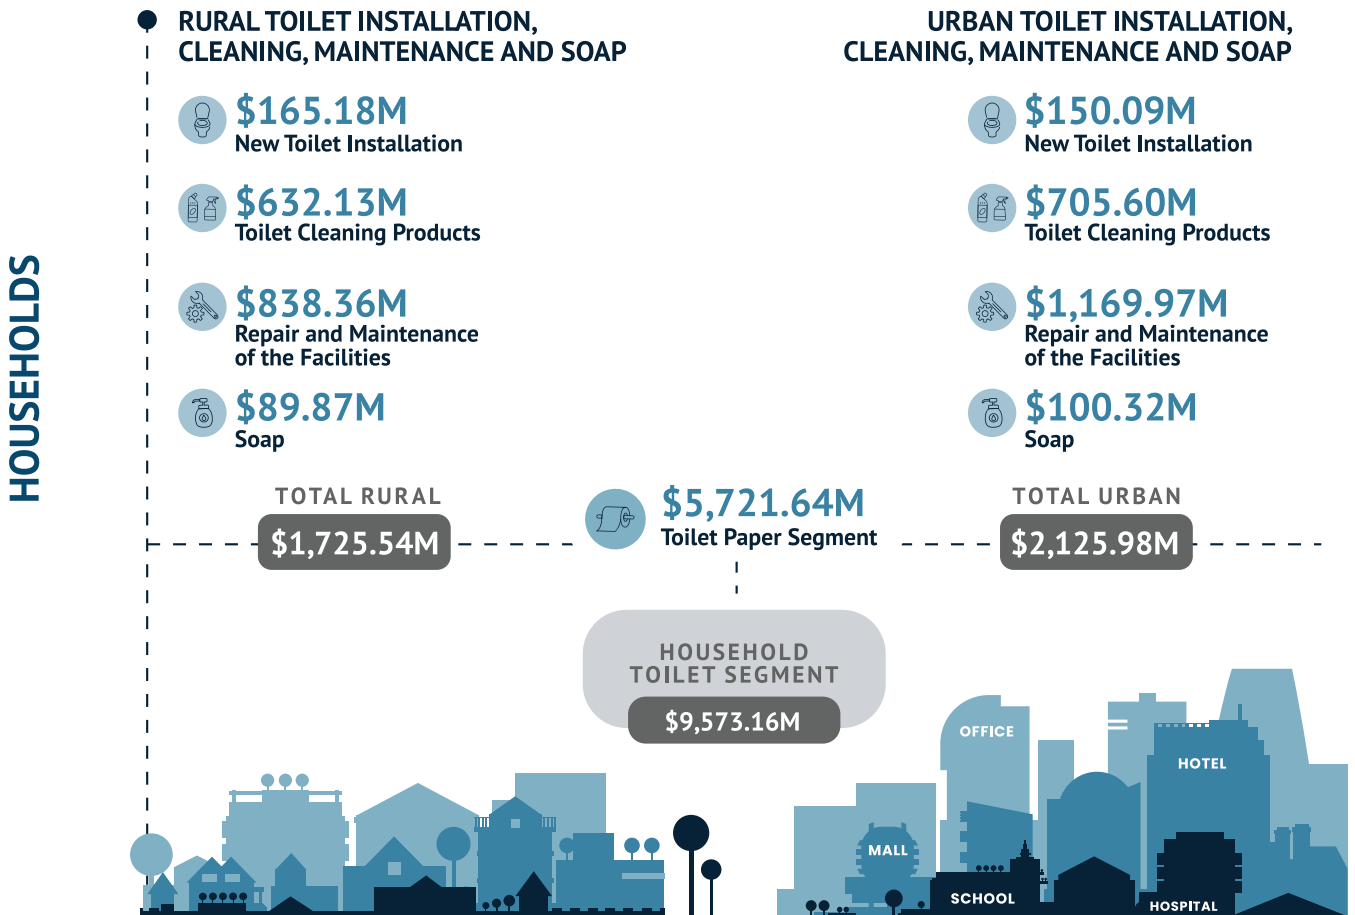 HOUSEHOLDS
RURAL TOILET INSTALLATION,
CLEANING, MAINTENANCE AND SOAP
$165.18M
New Toilet Installation
$632.13M
Toilet Cleaning Products
$838.36M
Repair and Maintenance
of the Facilities
$89.87M
Soap
TOTAL RURAL
$1,725.54M
URBAN TOILET INSTALLATION,
CLEANING, MAINTENANCE AND SOAP
$150.09M
New Toilet Installation
$705.60M
Toilet Cleaning Products
$1,169.97M
Repair and Maintenance
of the Facilities
$100.32M
Soap
TOTAL URBAN
$2,125.98M
$5,721.64M
Toilet Paper Segment
HOUSEHOLD
TOILET SEGMENT
$9,573.16M
OFFICE
HOTEL
MALL
SCHOOL
HOSPITAL